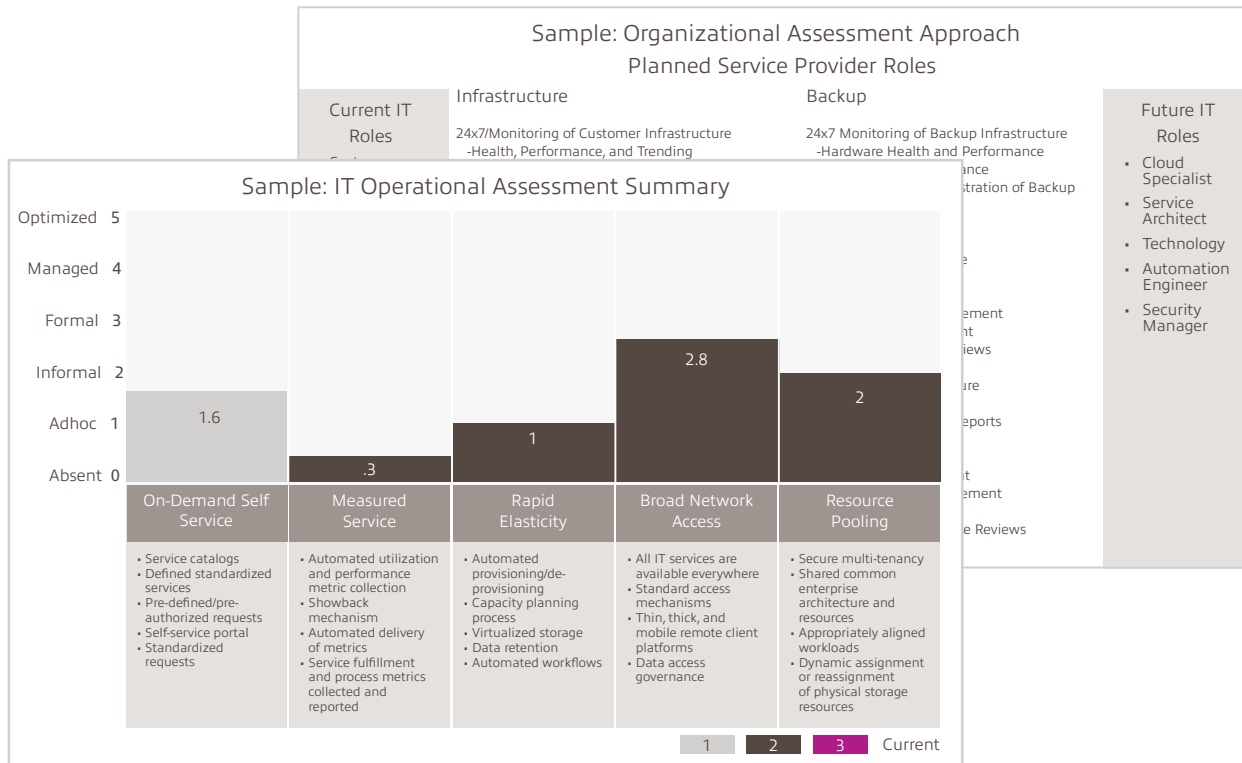 Sample: Organizational Assessment Approach
Planned Service Provider Roles
Current IT
Roles
Infrastructure
24x7/Monitoring of Customer Infrastructure
-Health, Performance, and Trending
Backup
24x7 Monitoring of Backup Infrastructure
-Hardware Health and Performance
of Backup
Reviews
Future IT
Roles
• Cloud
Specialist
• Service
Architect
• Technology
• Automation
Engineer
• Security
Manager
Sample: IT Operational Assessment Summary
Optimized 5
Managed 4
Formal 3
Informal 2
Adhoc 1
Absent 0
1.6
.3
1
2.8
2
On-Demand Self
Service
• Service catalogs
• Defined standardized
services
• Pre-defined/pre-
authorized requests
• Self-service portal
• Standardized
requests
Measured
Service
• Automated utilization
and performance
metric collection
• Showback
mechanism
• Automated delivery
of metrics
• Service fulfillment
and process metrics
collected and
reported
Rapid
Elasticity
• Automated
provisioning/de-
provisioning
• Capacity planning
process
• Virtualized storage
• Data retention
• Automated workflows
Broad Network
Access
• All IT services are
available everywhere
• Standard access
mechanisms
• Thin, thick, and
mobile remote client
platforms
• Data access
governance
Resource
Pooling
• Secure multi-tenancy
• Shared common
enterprise
architecture and
resources
• Appropriately aligned
workloads
• Dynamic assignment
or reassignment
of physical storage
resources
1 2 3 Current